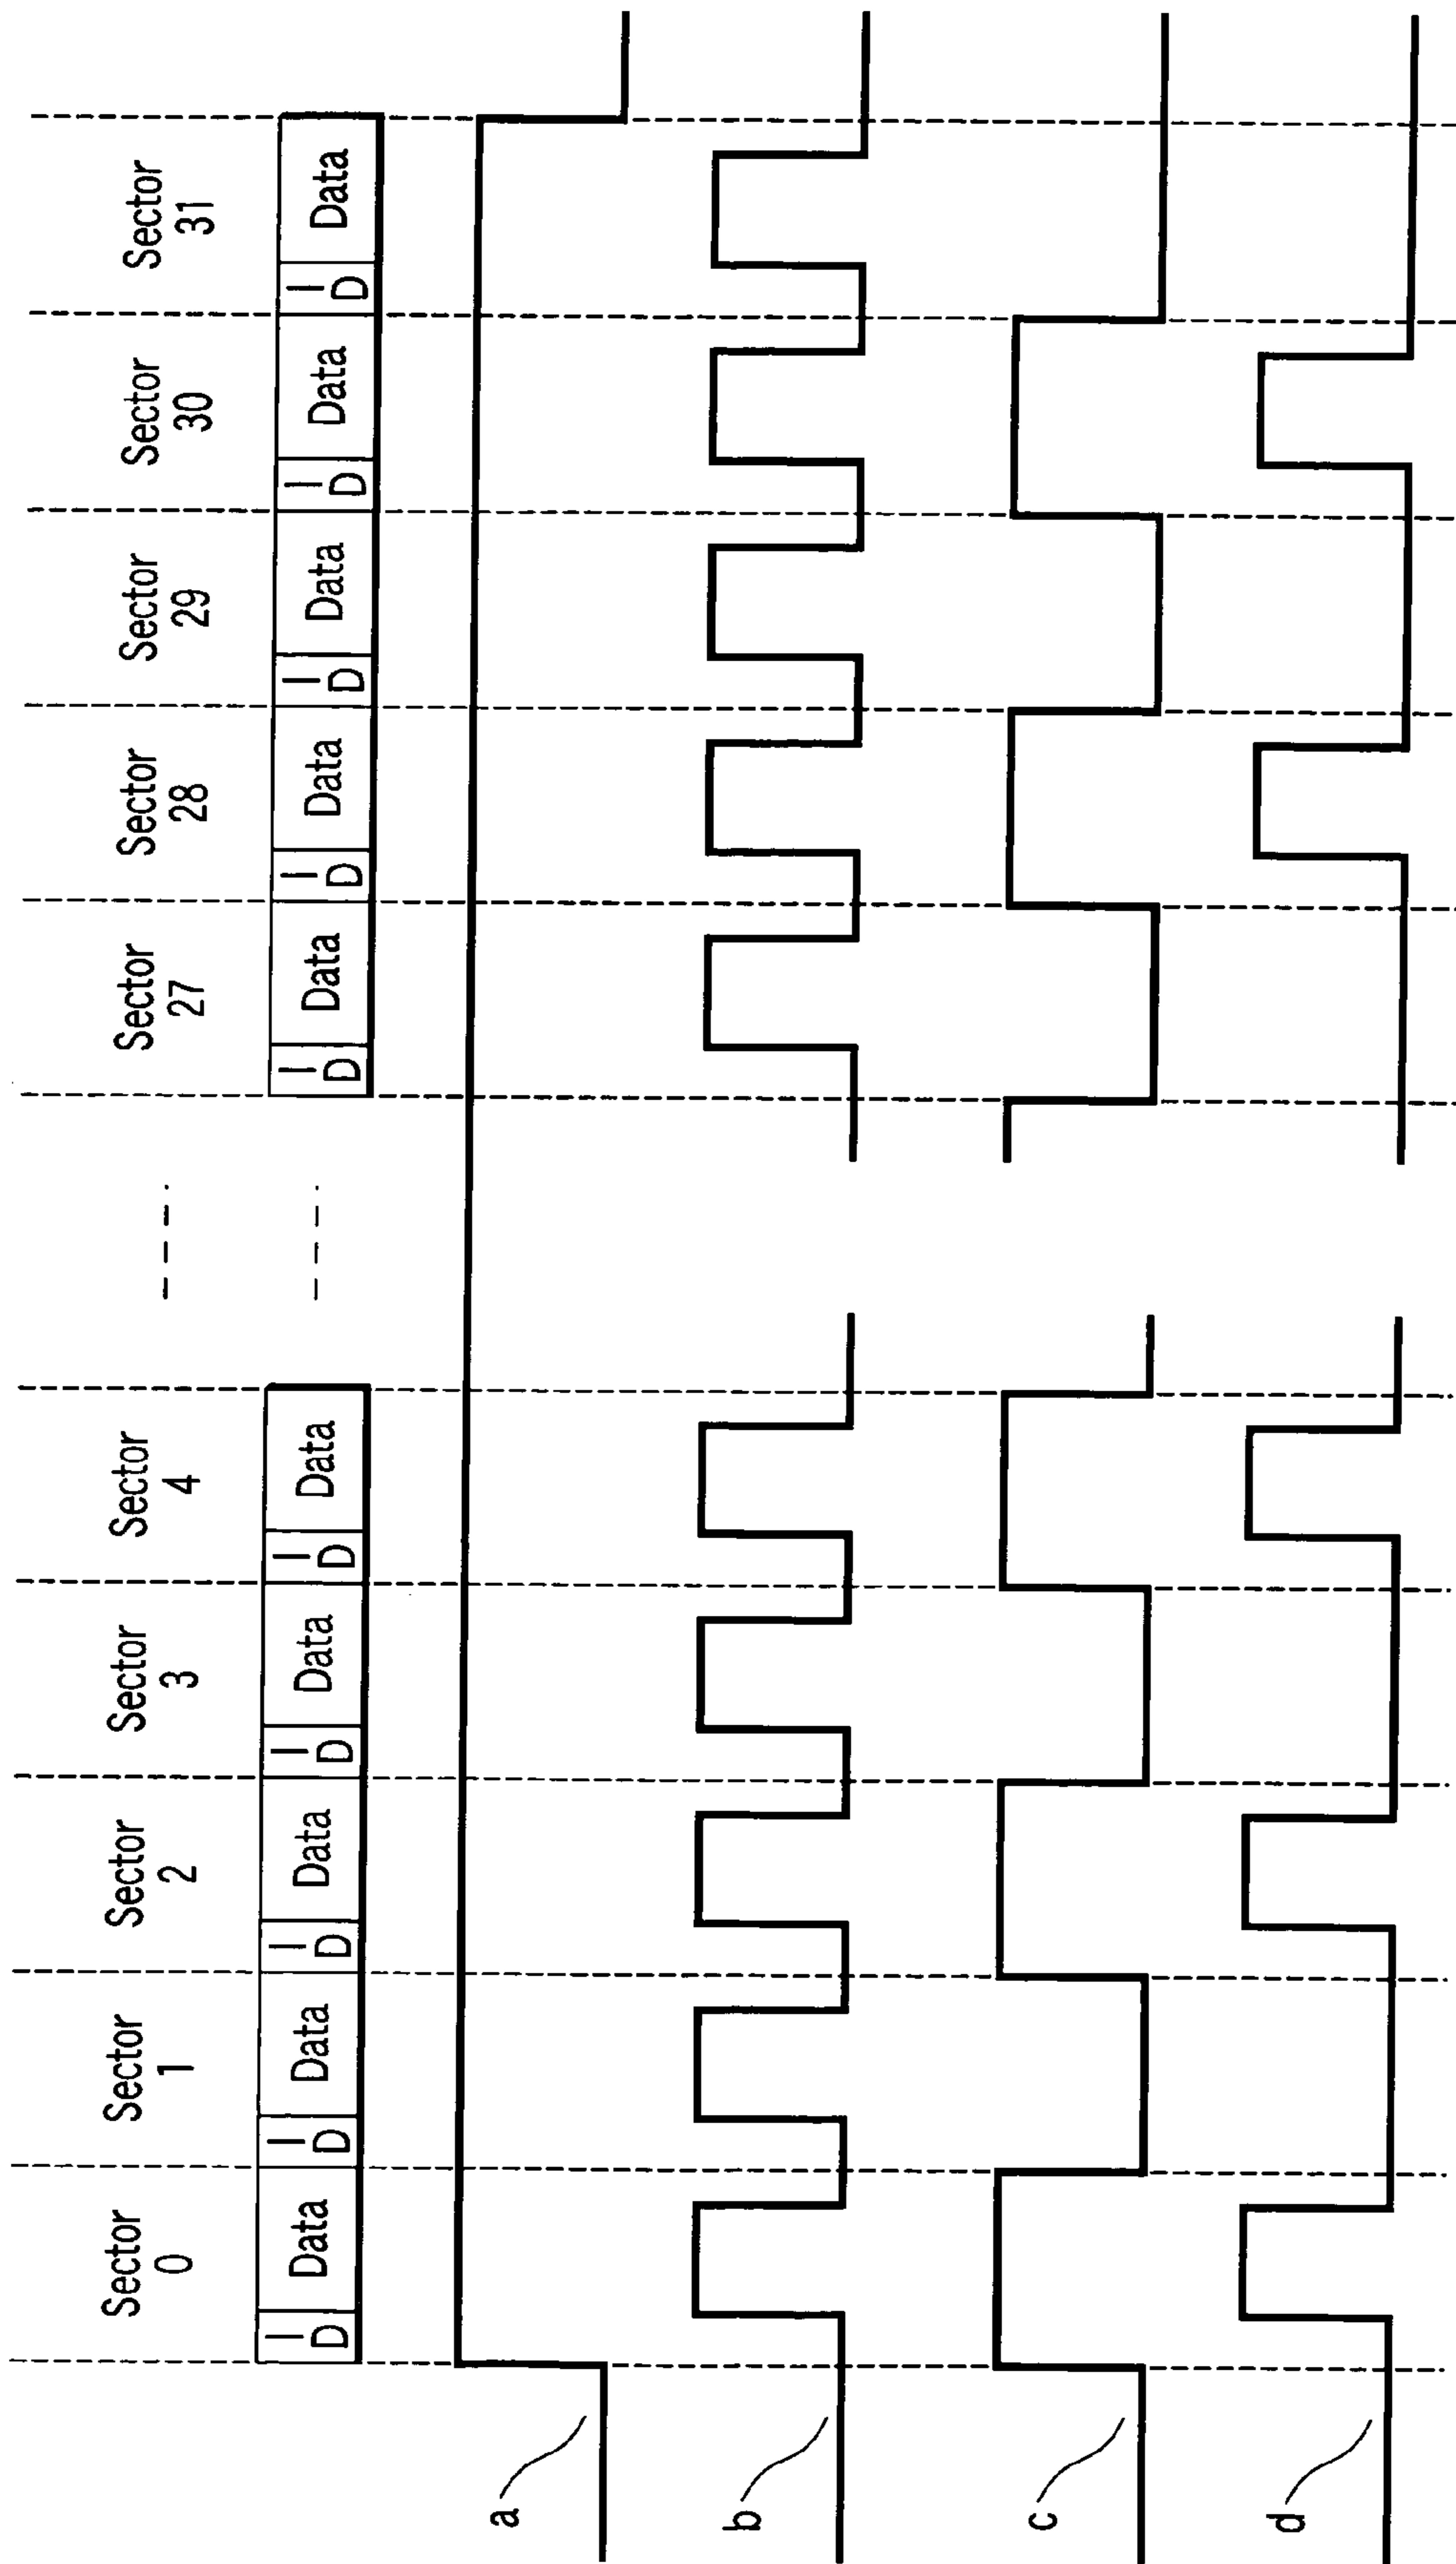 Sector
0
Sector
1
Sector
2
Sector
3
Sector
4
Sector
27
Sector
28
Sector
29
Sector
30
Sector
31
ID
Data
ID
Data
ID
Data
ID
Data
ID
Data
ID
Data
ID
Data
ID
Data
ID
Data
ID
Data
a
b
c
d